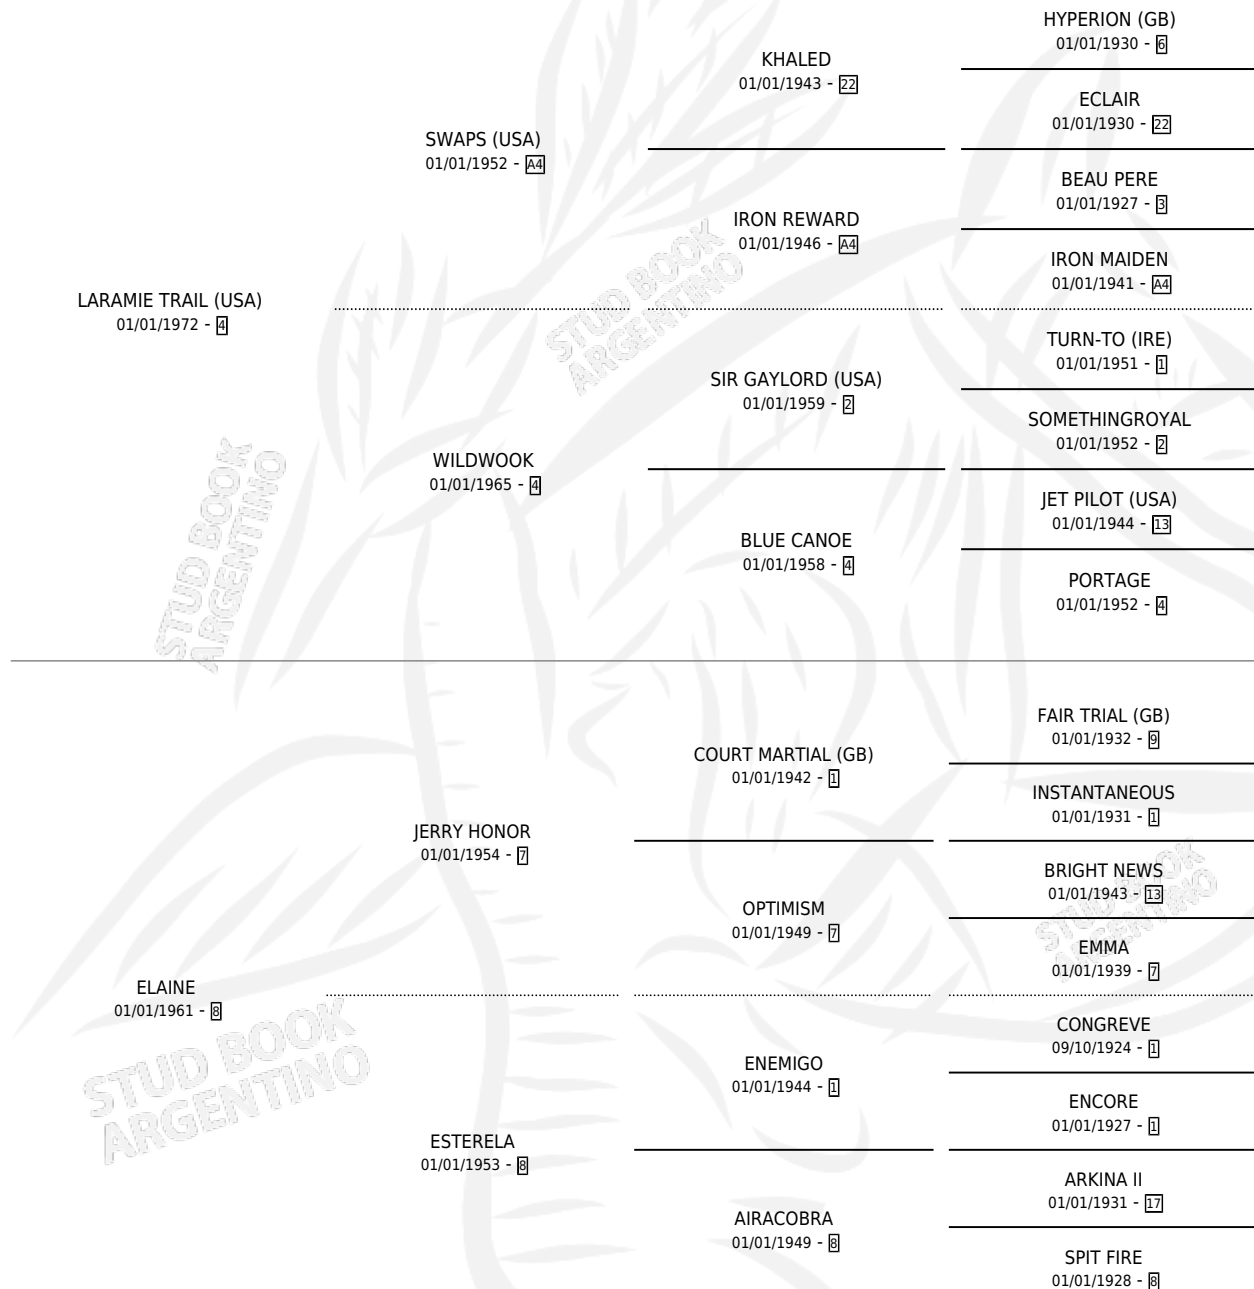 LARAMIE TRAIL (USA)
01/01/1972 - 4
SWAPS (USA)
01/01/1952 - A4
WILDWOOK
01/01/1965 - 4
KHALED
01/01/1943 - 22
IRON REWARD
01/01/1946 - A4
SIR GAYLORD (USA)
01/01/1959 - 2
BLUE CANOE
01/01/1958 - 4
HYPERION (GB)
01/01/1930 - 6
ECLAIR
01/01/1930 - 22
BEAU PERE
01/01/1927 - 3
IRON MAIDEN
01/01/1941 - A4
TURN-TO (IRE)
01/01/1951 - 1
SOMETHINGROYAL
01/01/1952 - 2
JET PILOT (USA)
01/01/1944 - 13
PORTAGE
01/01/1952 - 4
ELAINE
01/01/1961 - 8
JERRY HONOR
01/01/1954 - 7
ESTERELA
01/01/1953 - 8
COURT MARTIAL (GB)
01/01/1942 - 1
OPTIMISM
01/01/1949 - 7
ENEMIGO
01/01/1944 - 1
AIRACOBRA
01/01/1949 - 8
FAIR TRIAL (GB)
01/01/1932 - 9
INSTANTANEOUS
01/01/1931 - 1
BRIGHT NEWS
01/01/1943 - 13
EMMA
01/01/1939 - 7
CONGREVE
09/10/1924 - 1
ENCORE
01/01/1927 - 1
ARKINA II
01/01/1931 - 17
SPIT FIRE
01/01/1928 - 8
STUD BOOK
ARGENTINO
STUD BOOK
ARGENTINO
STUD BOOK
ARGENTINO
STUD BOOK
ARGENTINO